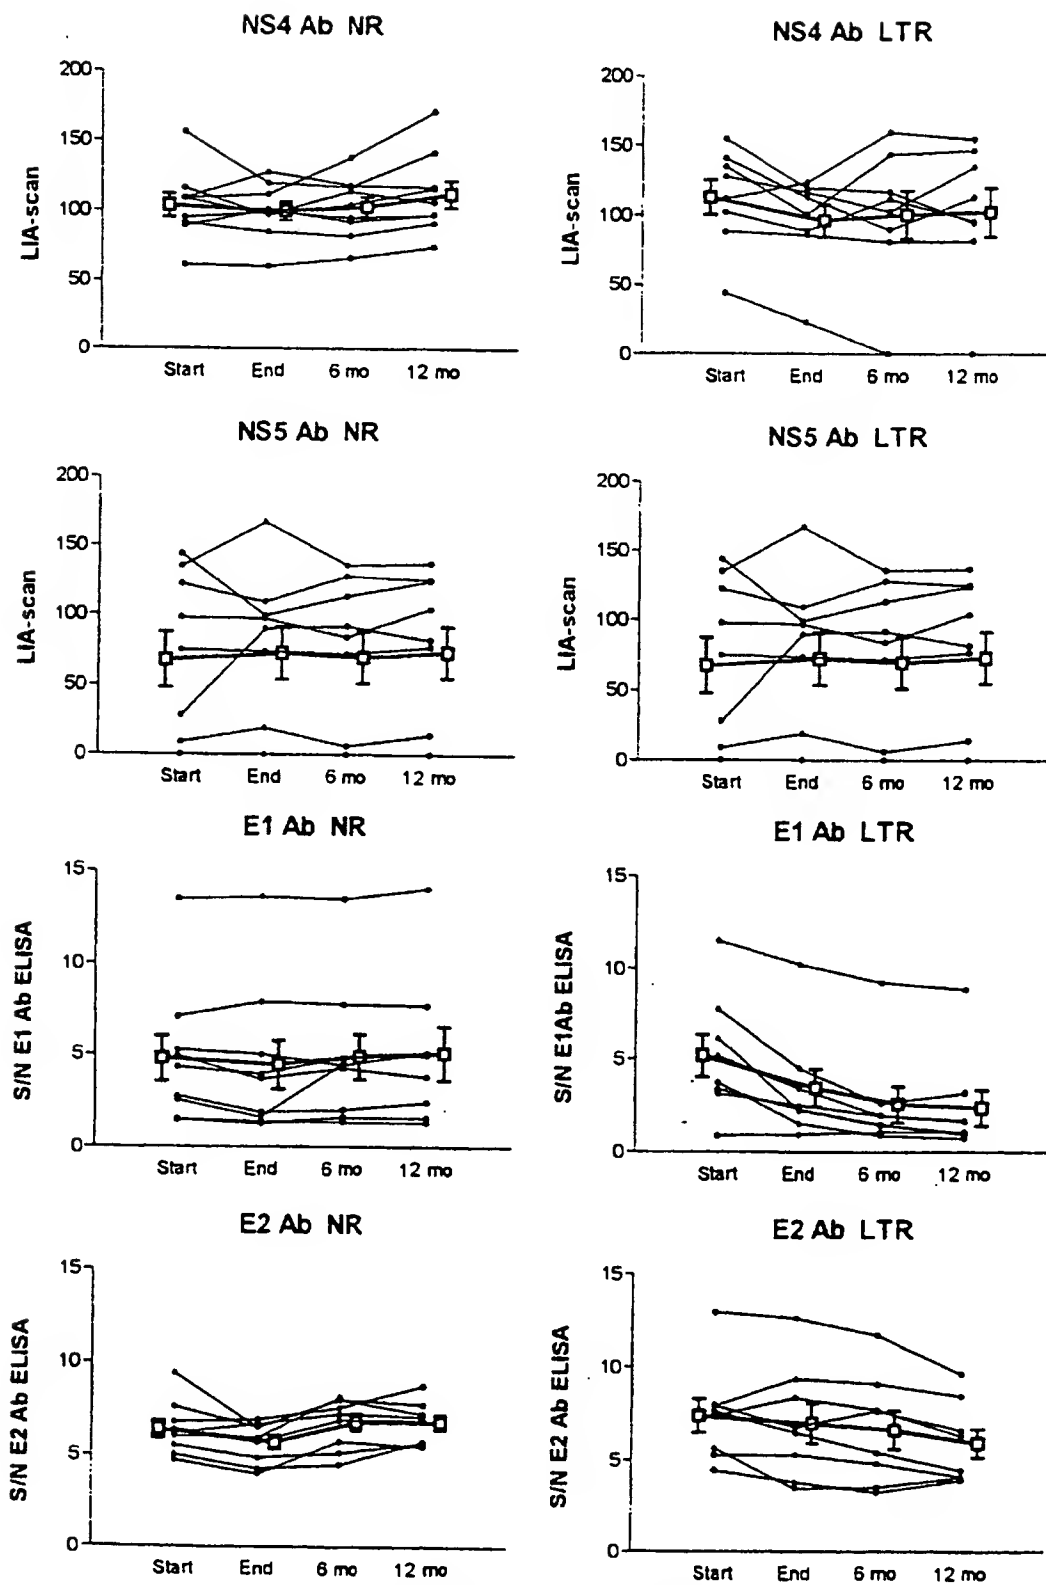 NS4 Ab NR
200
150
100
50
0
LIA-scan
Start End 6 mo 12 mo
NS4 Ab LTR
200
150
100
50
0
LIA-scan
Start End 6 mo 12 mo
NS5 Ab NR
200
150
100
50
0
LIA-scan
Start End 6 mo 12 mo
NS5 Ab LTR
200
150
100
50
0
LIA-scan
Start End 6 mo 12 mo
E1 Ab NR
15
10
5
0
S/N E1 Ab ELISA
Start End 6 mo 12 mo
E1 Ab LTR
15
10
5
0
S/N E1Ab ELISA
Start End 6 mo 12 mo
E2 Ab NR
15
10
5
0
S/N E2 Ab ELISA
Start End 6 mo 12 mo
E2 Ab LTR
15
10
5
0
S/N E2 Ab ELISA
Start End 6 mo 12 mo